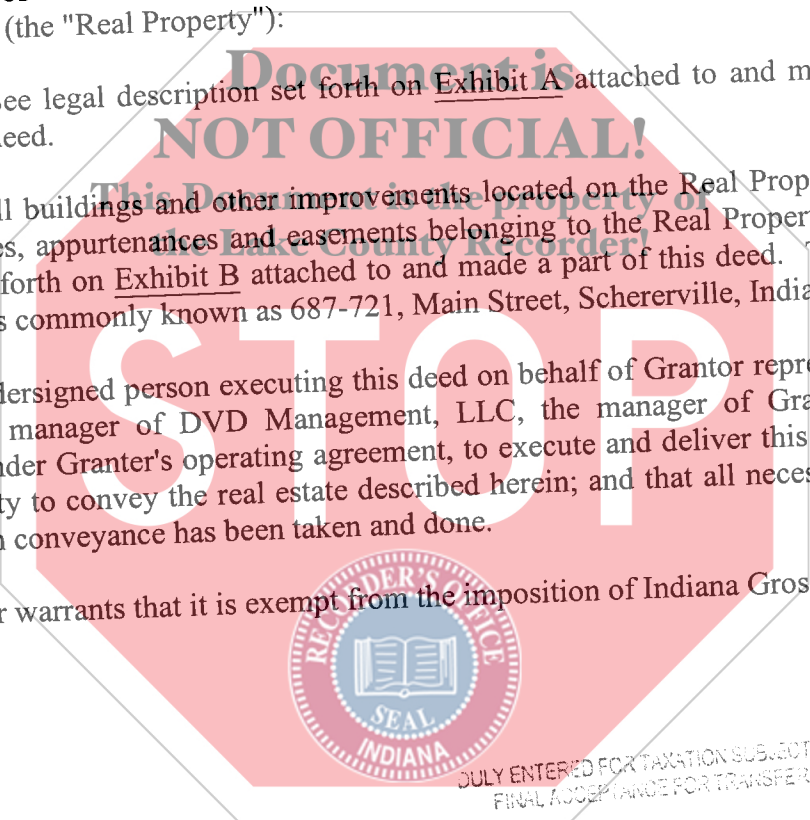 (the "Real Property"):
ee legal description set forth on Exhibit A attached to and m
eed.
ll buildings and other improvements located on the Real Prop
es, appurtenances and easements belonging to the Real Propert
forth on Exhibit B attached to and made a part of this deed.
s commonly known as 687-721, Main Street, Schererville, India
dersigned person executing this deed on behalf of Grantor repre
manager of DVD Management, LLC, the manager of Gra
nder Granter's operating agreement, to execute and deliver this
ty to convey the real estate described herein; and that all neces
n conveyance has been taken and done.
r warrants that it is exempt from the imposition of Indiana Gros
Document is
NOT OFFICIAL!
This Document is the property of
the Lake County Recorder!
STOP
RECORDER'S OFFICE
SEAL
INDIANA
DULY ENTERED FOR TAXATION SUBJECT
FINAL ACCEPTANCE FOR TRANSFER